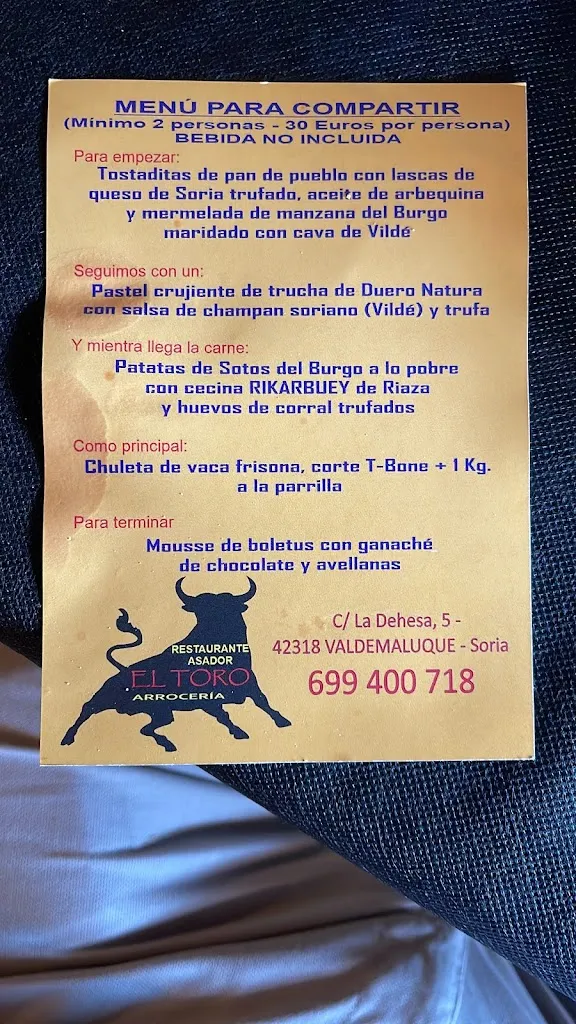 MENÚ PARA COMPARTIR
(Mínimo 2 personas - 30 Euros por persona)
BEBIDA NO INCLUIDA
Para empezar:
Tostaditas de pan de pueblo con lascas de
queso de Soria trufado, aceite de arbequina
y mermelada de manzana del Burgo
maridado con cava de Vildé
Seguimos con un:
Pastel crujiente de trucha de Duero Natura
con salsa de champan soriano (Vildé) y trufa
Y mientra llega la carne:
Patatas de Sotos del Burgo a lo pobre
con cecina RIKARBUEY de Riaza
y huevos de corral trufados
Como principal:
Chuleta de vaca frisona, corte T-Bone + 1 Kg.
a la parrilla
Para terminar
Mousse de boletus con ganaché
de chocolate y avellanas
RESTAURANTE
ASADOR
EL TORO
ARROCERÍA
C/ La Dehesa, 5 -
42318 VALDEMALUQUE - Soria
699 400 718